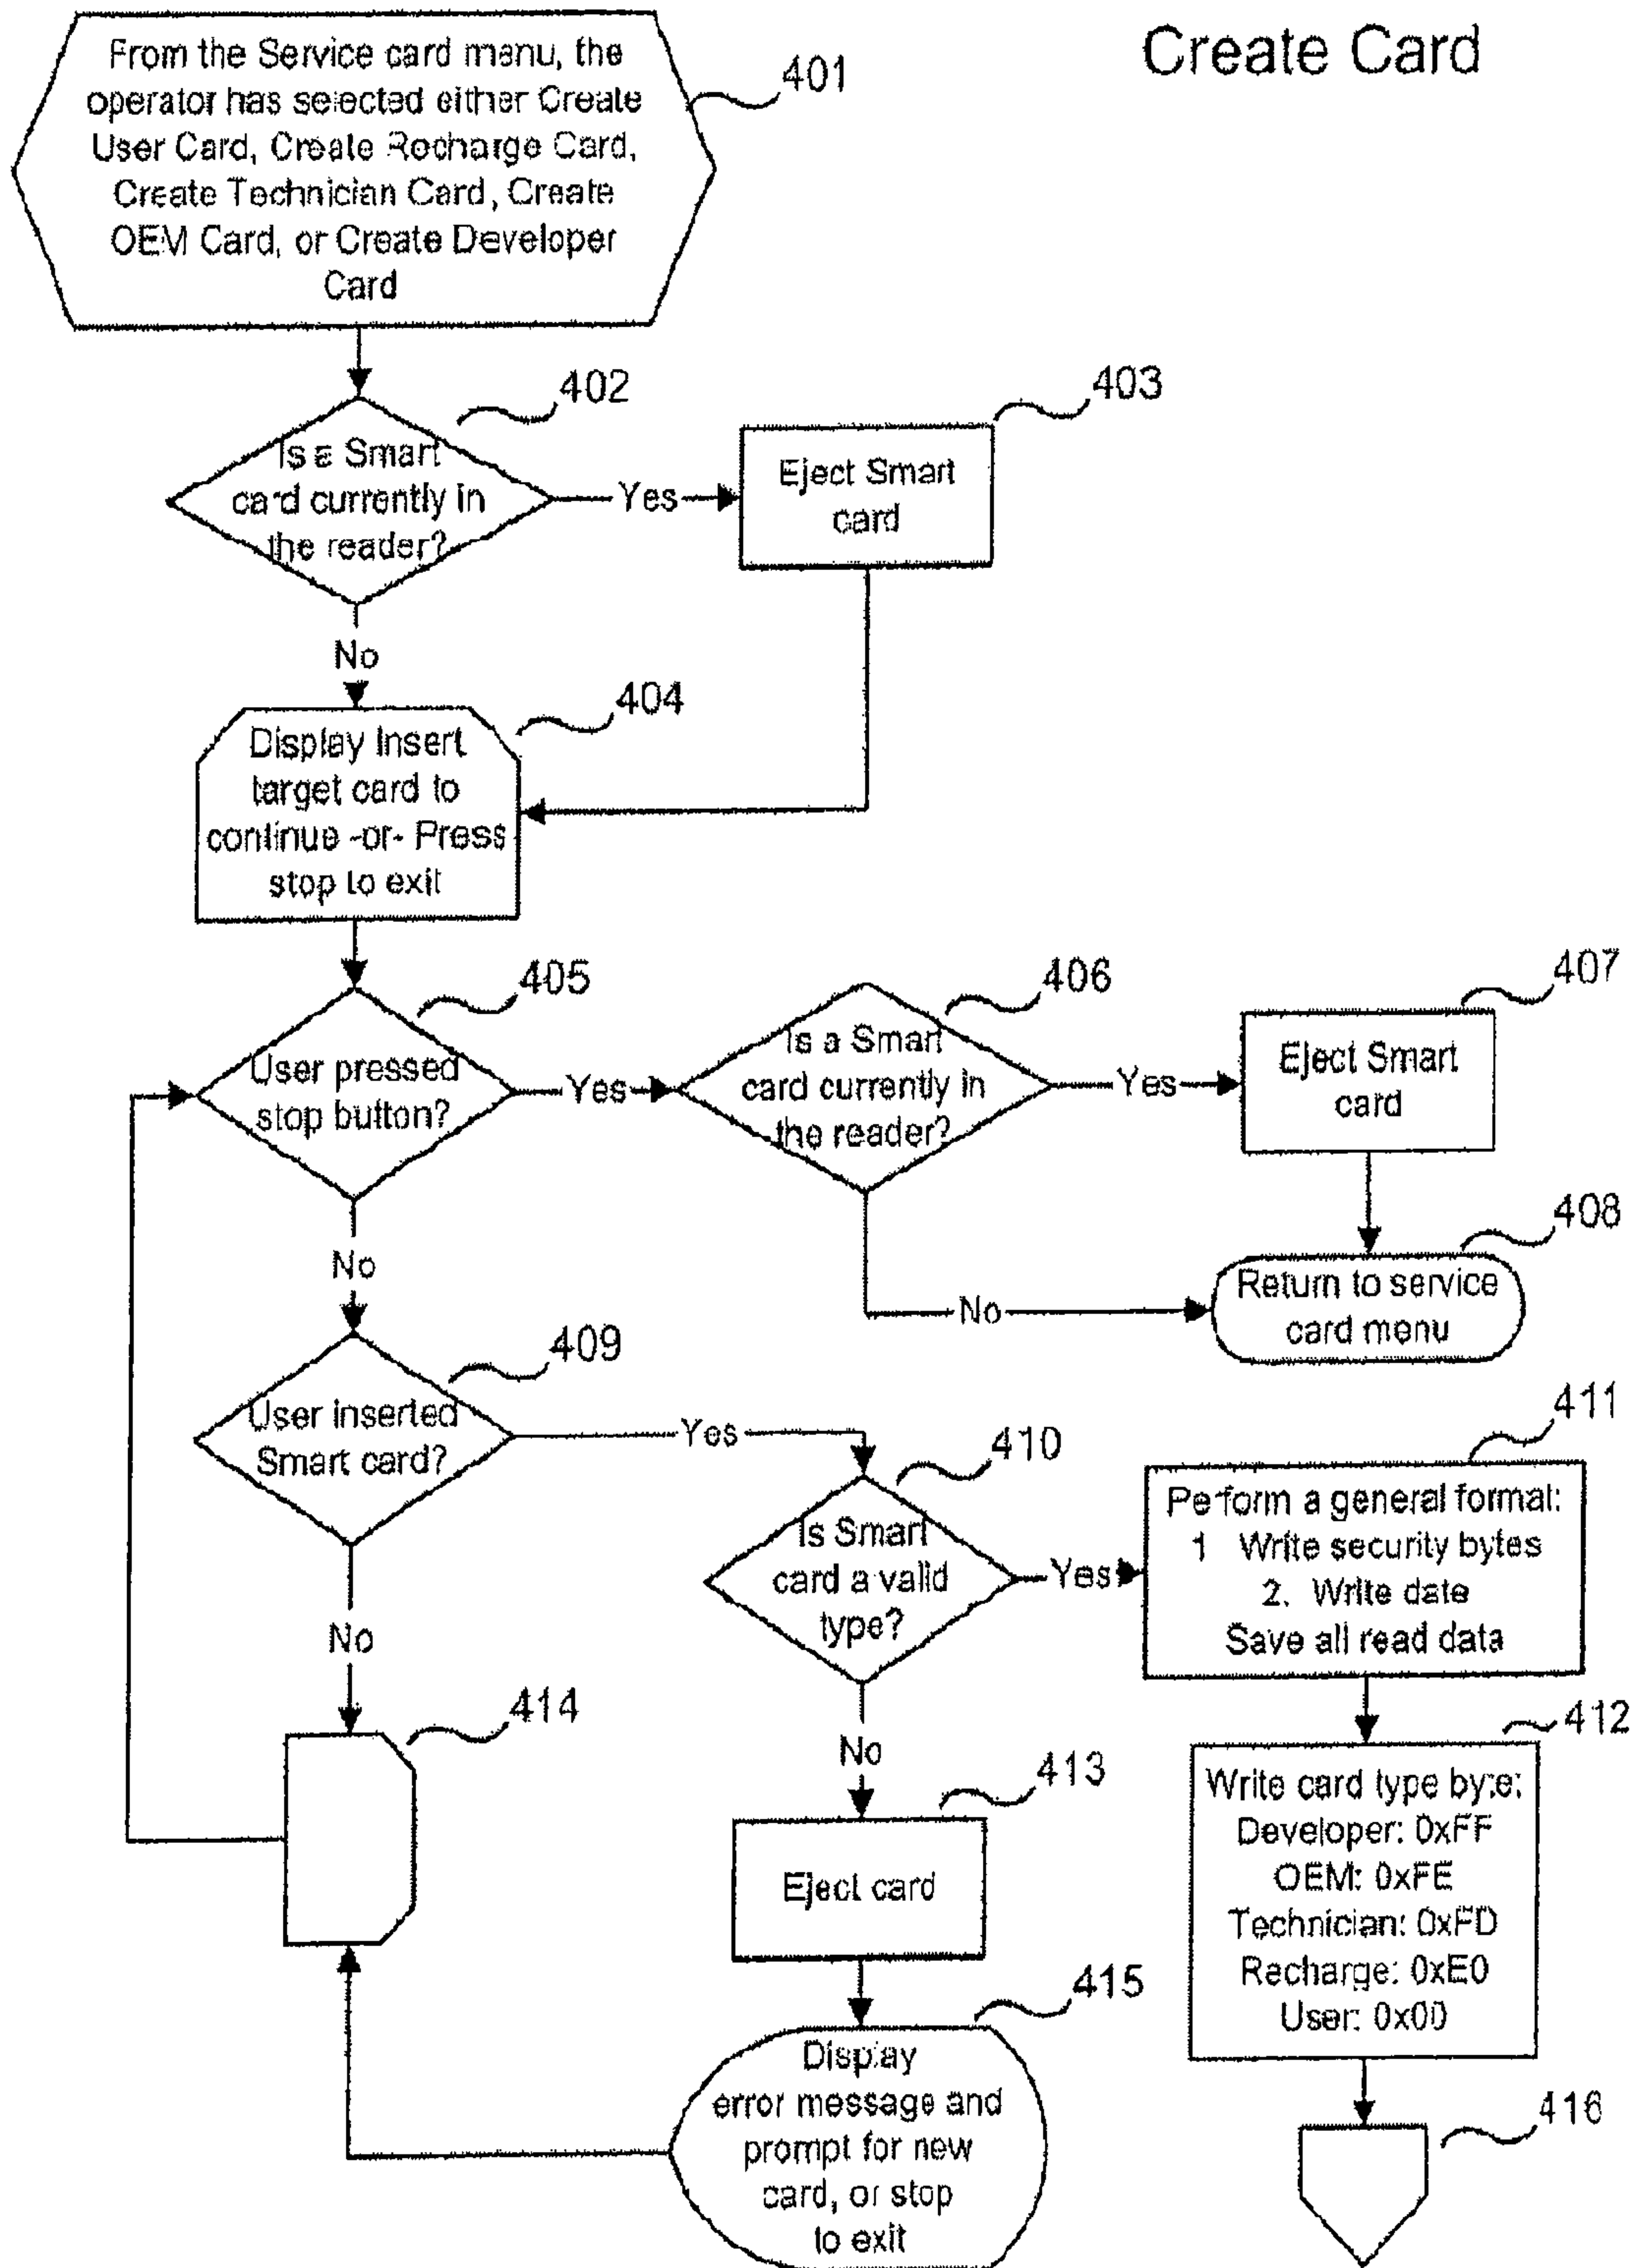 Create Card
From the Service card menu, the
operator has selected either Create
User Card, Create Recharge Card,
Create Technician Card, Create
OEM Card, or Create Developer
Card
401
402
Is a Smart
card currently in
the reader?
Yes
403
Eject Smart
card
No
404
Display Insert
target card to
continue -or- Press
stop to exit
405
User pressed
stop button?
Yes
406
Is a Smart
card currently in
the reader?
Yes
407
Eject Smart
card
No
408
Return to service
card menu
No
409
User inserted
Smart card?
Yes
410
Is Smart
card a valid
type?
Yes
411
Perform a general format:
1 Write security bytes
2. Write date
Save all read data
No
414
No
413
Eject card
412
Write card type byte:
Developer: 0xFF
OEM: 0xFE
Technician: 0xFD
Recharge: 0xE0
User: 0x00
415
Display
error message and
prompt for new
card, or stop
to exit
416